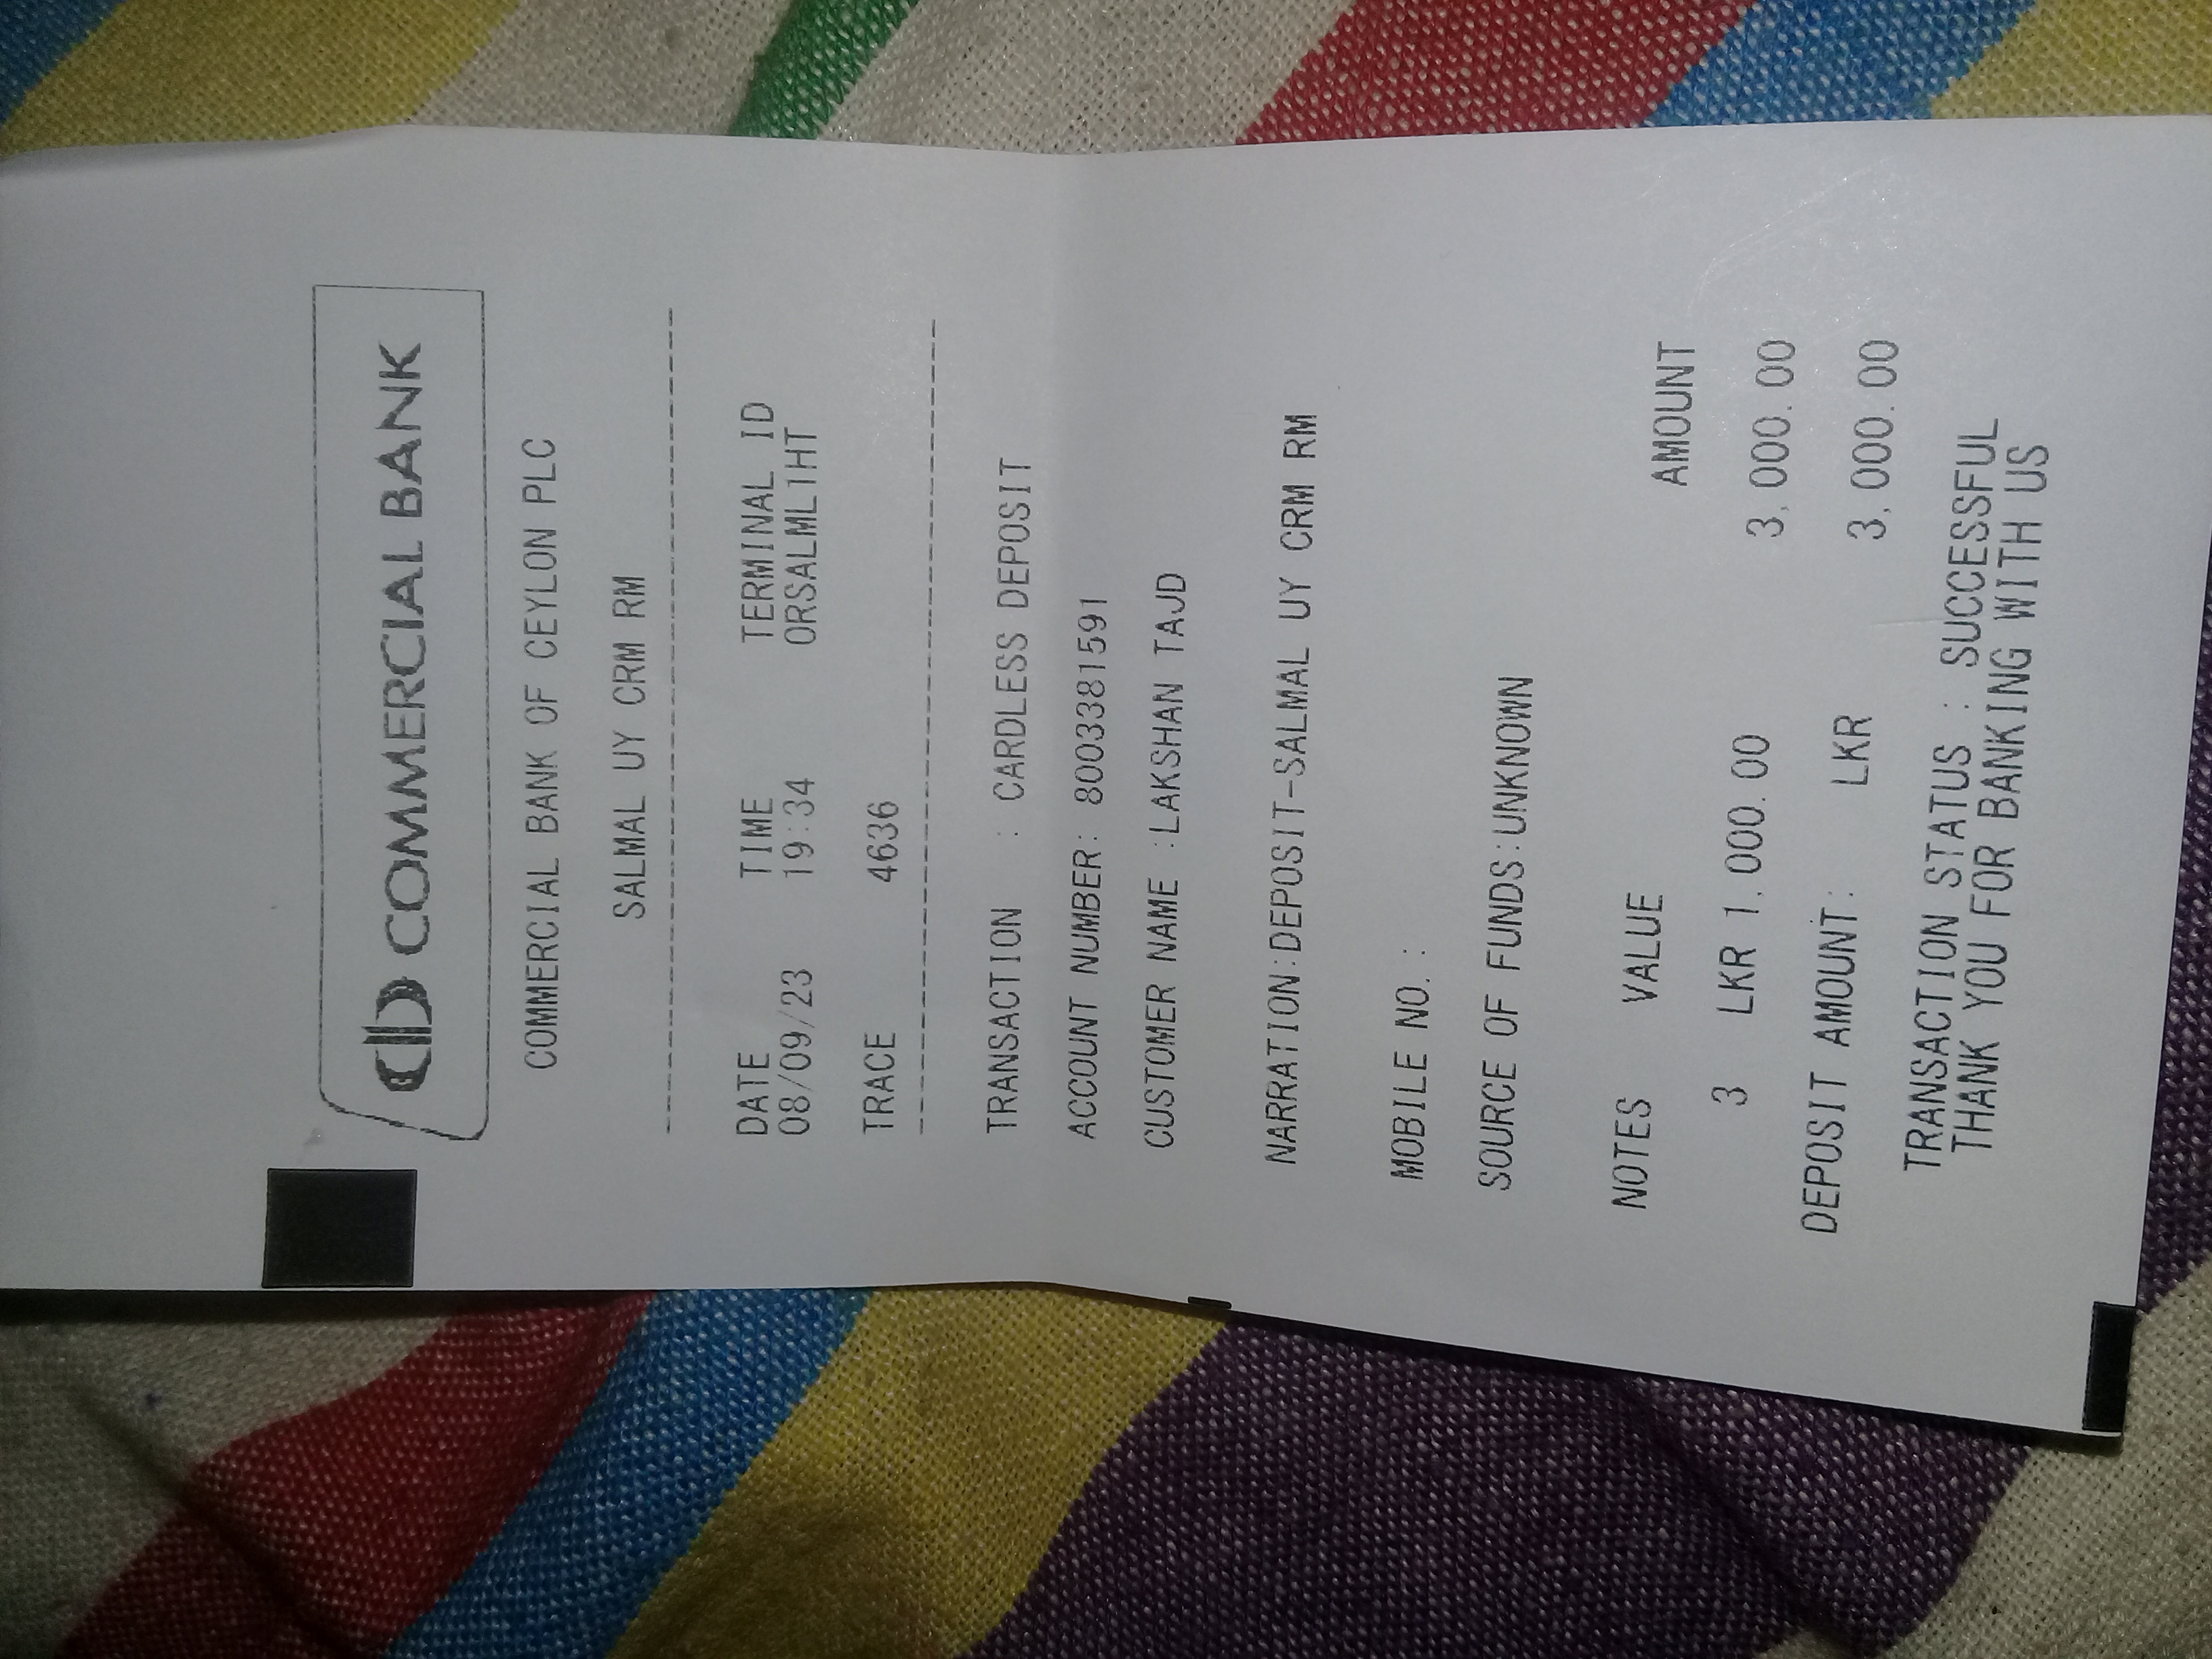 COMMERCIAL BANK
COMMERCIAL BANK OF CEYLON PLC
SALMAL UY CRM RM
DATE TIME TERMINAL ID
08/09/23 19:34 ORSALML1HT
TRACE 4636
TRANSACTION : CARDLESS DEPOSIT
ACCOUNT NUMBER: 8003381591
CUSTOMER NAME :LAKSHAN TAJD
NARRATION:DEPOSIT-SALMAL UY CRM RM
MOBILE NO. :
SOURCE OF FUNDS:UNKNOWN
NOTES VALUE AMOUNT
3 LKR 1,000.00 3,000.00
DEPOSIT AMOUNT: LKR 3,000.00
TRANSACTION STATUS : SUCCESSFUL
THANK YOU FOR BANKING WITH US